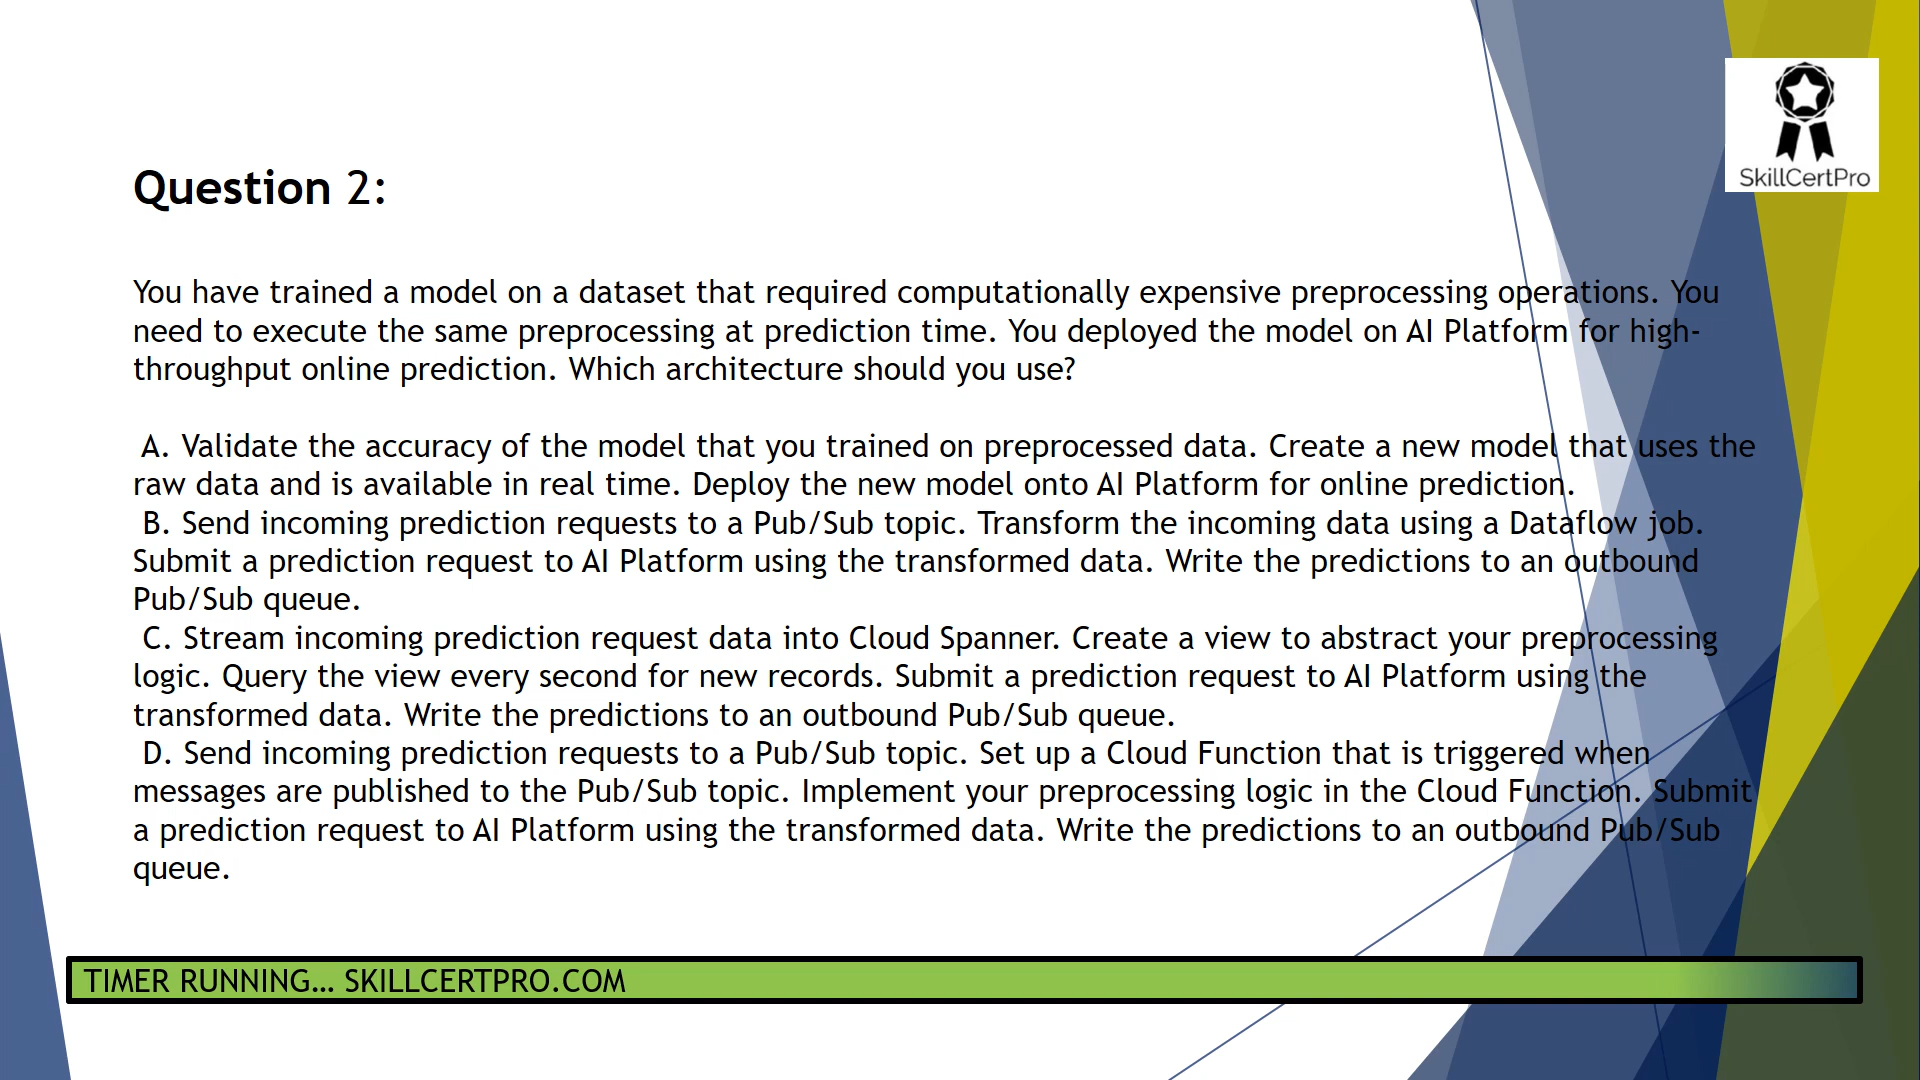 SkillCertPro
Question 2:
You have trained a model on a dataset that required computationally expensive preprocessing operations. You
need to execute the same preprocessing at prediction time. You deployed the model on AI Platform for high-
throughput online prediction. Which architecture should you use?
A. Validate the accuracy of the model that you trained on preprocessed data. Create a new model that uses the
raw data and is available in real time. Deploy the new model onto AI Platform for online prediction.
B. Send incoming prediction requests to a Pub/Sub topic. Transform the incoming data using a Dataflow job.
Submit a prediction request to AI Platform using the transformed data. Write the predictions to an outbound
Pub/Sub queue.
C. Stream incoming prediction request data into Cloud Spanner. Create a view to abstract your preprocessing
logic. Query the view every second for new records. Submit a prediction request to AI Platform using the
transformed data. Write the predictions to an outbound Pub/Sub queue.
D. Send incoming prediction requests to a Pub/Sub topic. Set up a Cloud Function that is triggered when
messages are published to the Pub/Sub topic. Implement your preprocessing logic in the Cloud Function. Submit
a prediction request to AI Platform using the transformed data. Write the predictions to an outbound Pub/Sub
queue.
TIMER RUNNING... SKILLCERTPRO.COM